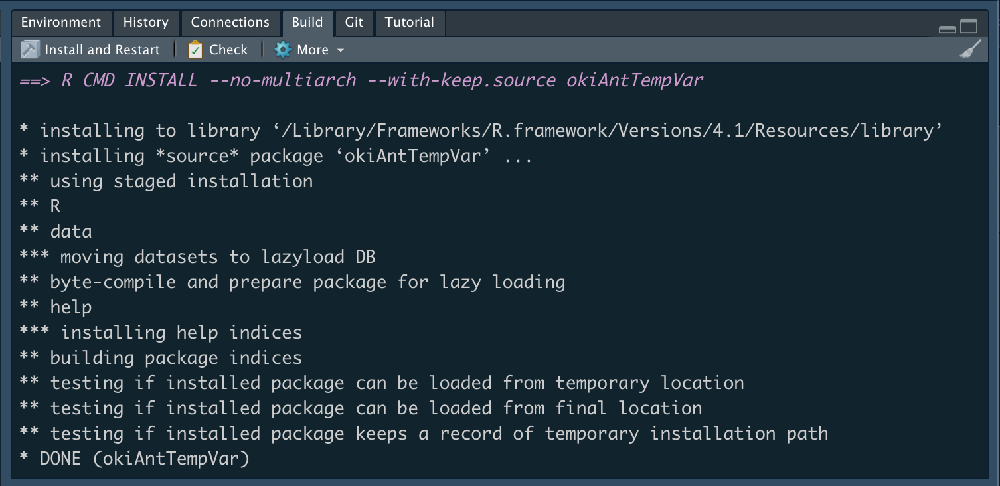 Environment History Connections Build Git Tutorial
Install and Restart Check More
==> R CMD INSTALL --no-multiarch --with-keep.source okiAntTempVar
* installing to library ‘/Library/Frameworks/R.framework/Versions/4.1/Resources/library’
* installing *source* package ‘okiAntTempVar’ ...
** using staged installation
** R
** data
*** moving datasets to lazyload DB
** byte-compile and prepare package for lazy loading
** help
*** installing help indices
** building package indices
** testing if installed package can be loaded from temporary location
** testing if installed package can be loaded from final location
** testing if installed package keeps a record of temporary installation path
* DONE (okiAntTempVar)